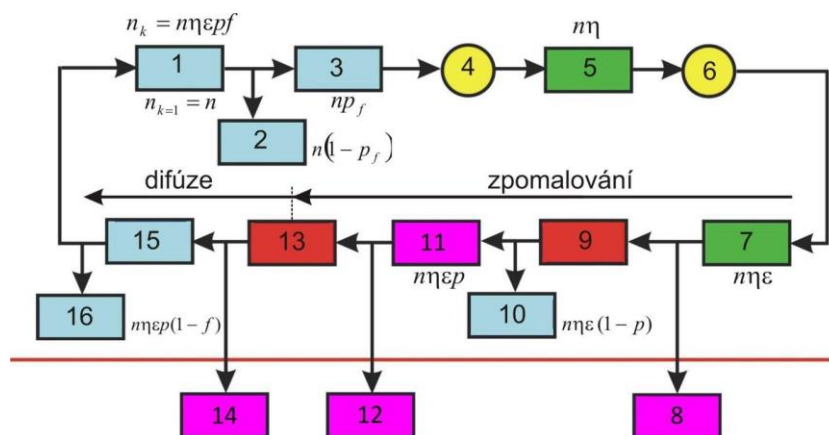 n_k = nηεpf
nη
1
3
4
5
6
n_{k=1} = n
np_f
2
n(1 − p_f)
difúze
zpomalování
15
13
11
9
7
nηεp
nηε
16
nηεp(1 − f)
10
nηε(1 − p)
14
12
8